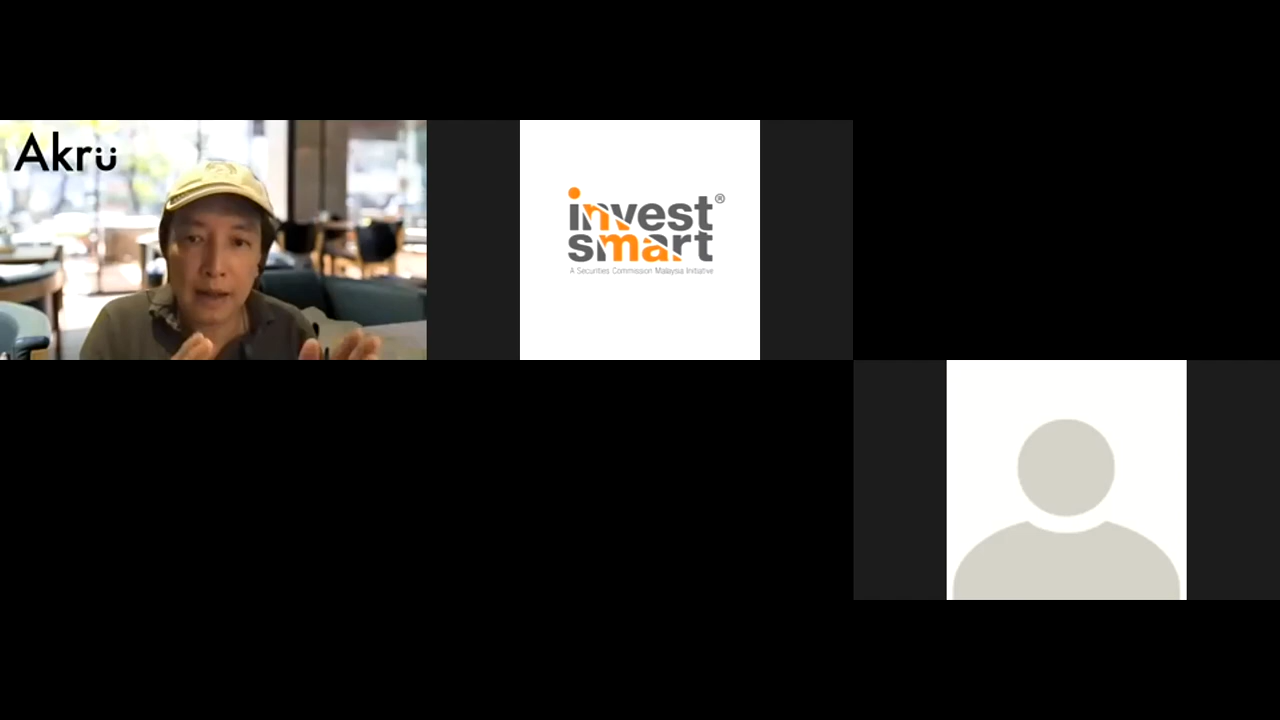 Akru
invest®
smart
A Securities Commission Malaysia Initiative